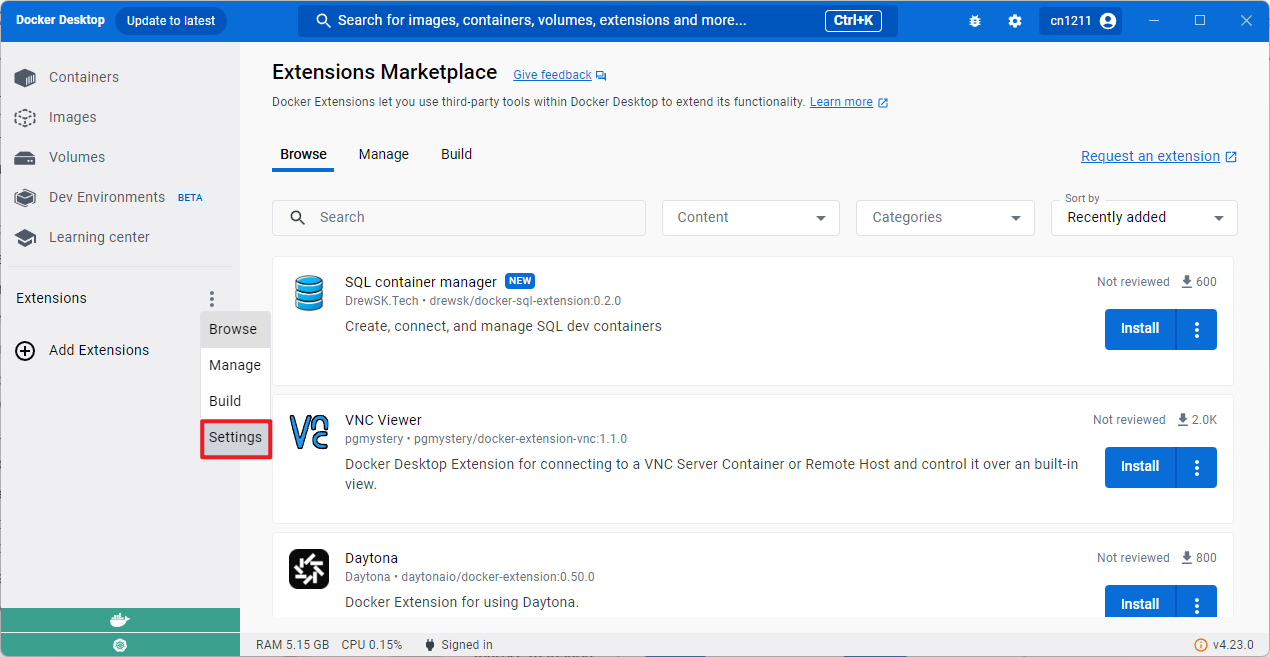 Docker Desktop Update to latest Search for images, containers, volumes, extensions and more... Ctrl+K cn1211
Containers
Images
Volumes
Dev Environments BETA
Learning center
Extensions
Add Extensions
Browse
Manage
Build
Settings
Extensions Marketplace Give feedback
Docker Extensions let you use third-party tools within Docker Desktop to extend its functionality. Learn more
Browse Manage Build Request an extension
Search Content Categories Sort by Recently added
SQL container manager NEW Not reviewed 600
DrewSK.Tech • drewsk/docker-sql-extension:0.2.0
Create, connect, and manage SQL dev containers
Install
VNC Viewer Not reviewed 2.0K
pgmystery • pgmystery/docker-extension-vnc:1.1.0
Docker Desktop Extension for connecting to a VNC Server Container or Remote Host and control it over an built-in
view.
Install
Daytona Not reviewed 800
Daytona • daytonaio/docker-extension:0.50.0
Docker Extension for using Daytona.
Install
RAM 5.15 GB CPU 0.15% Signed in v4.23.0